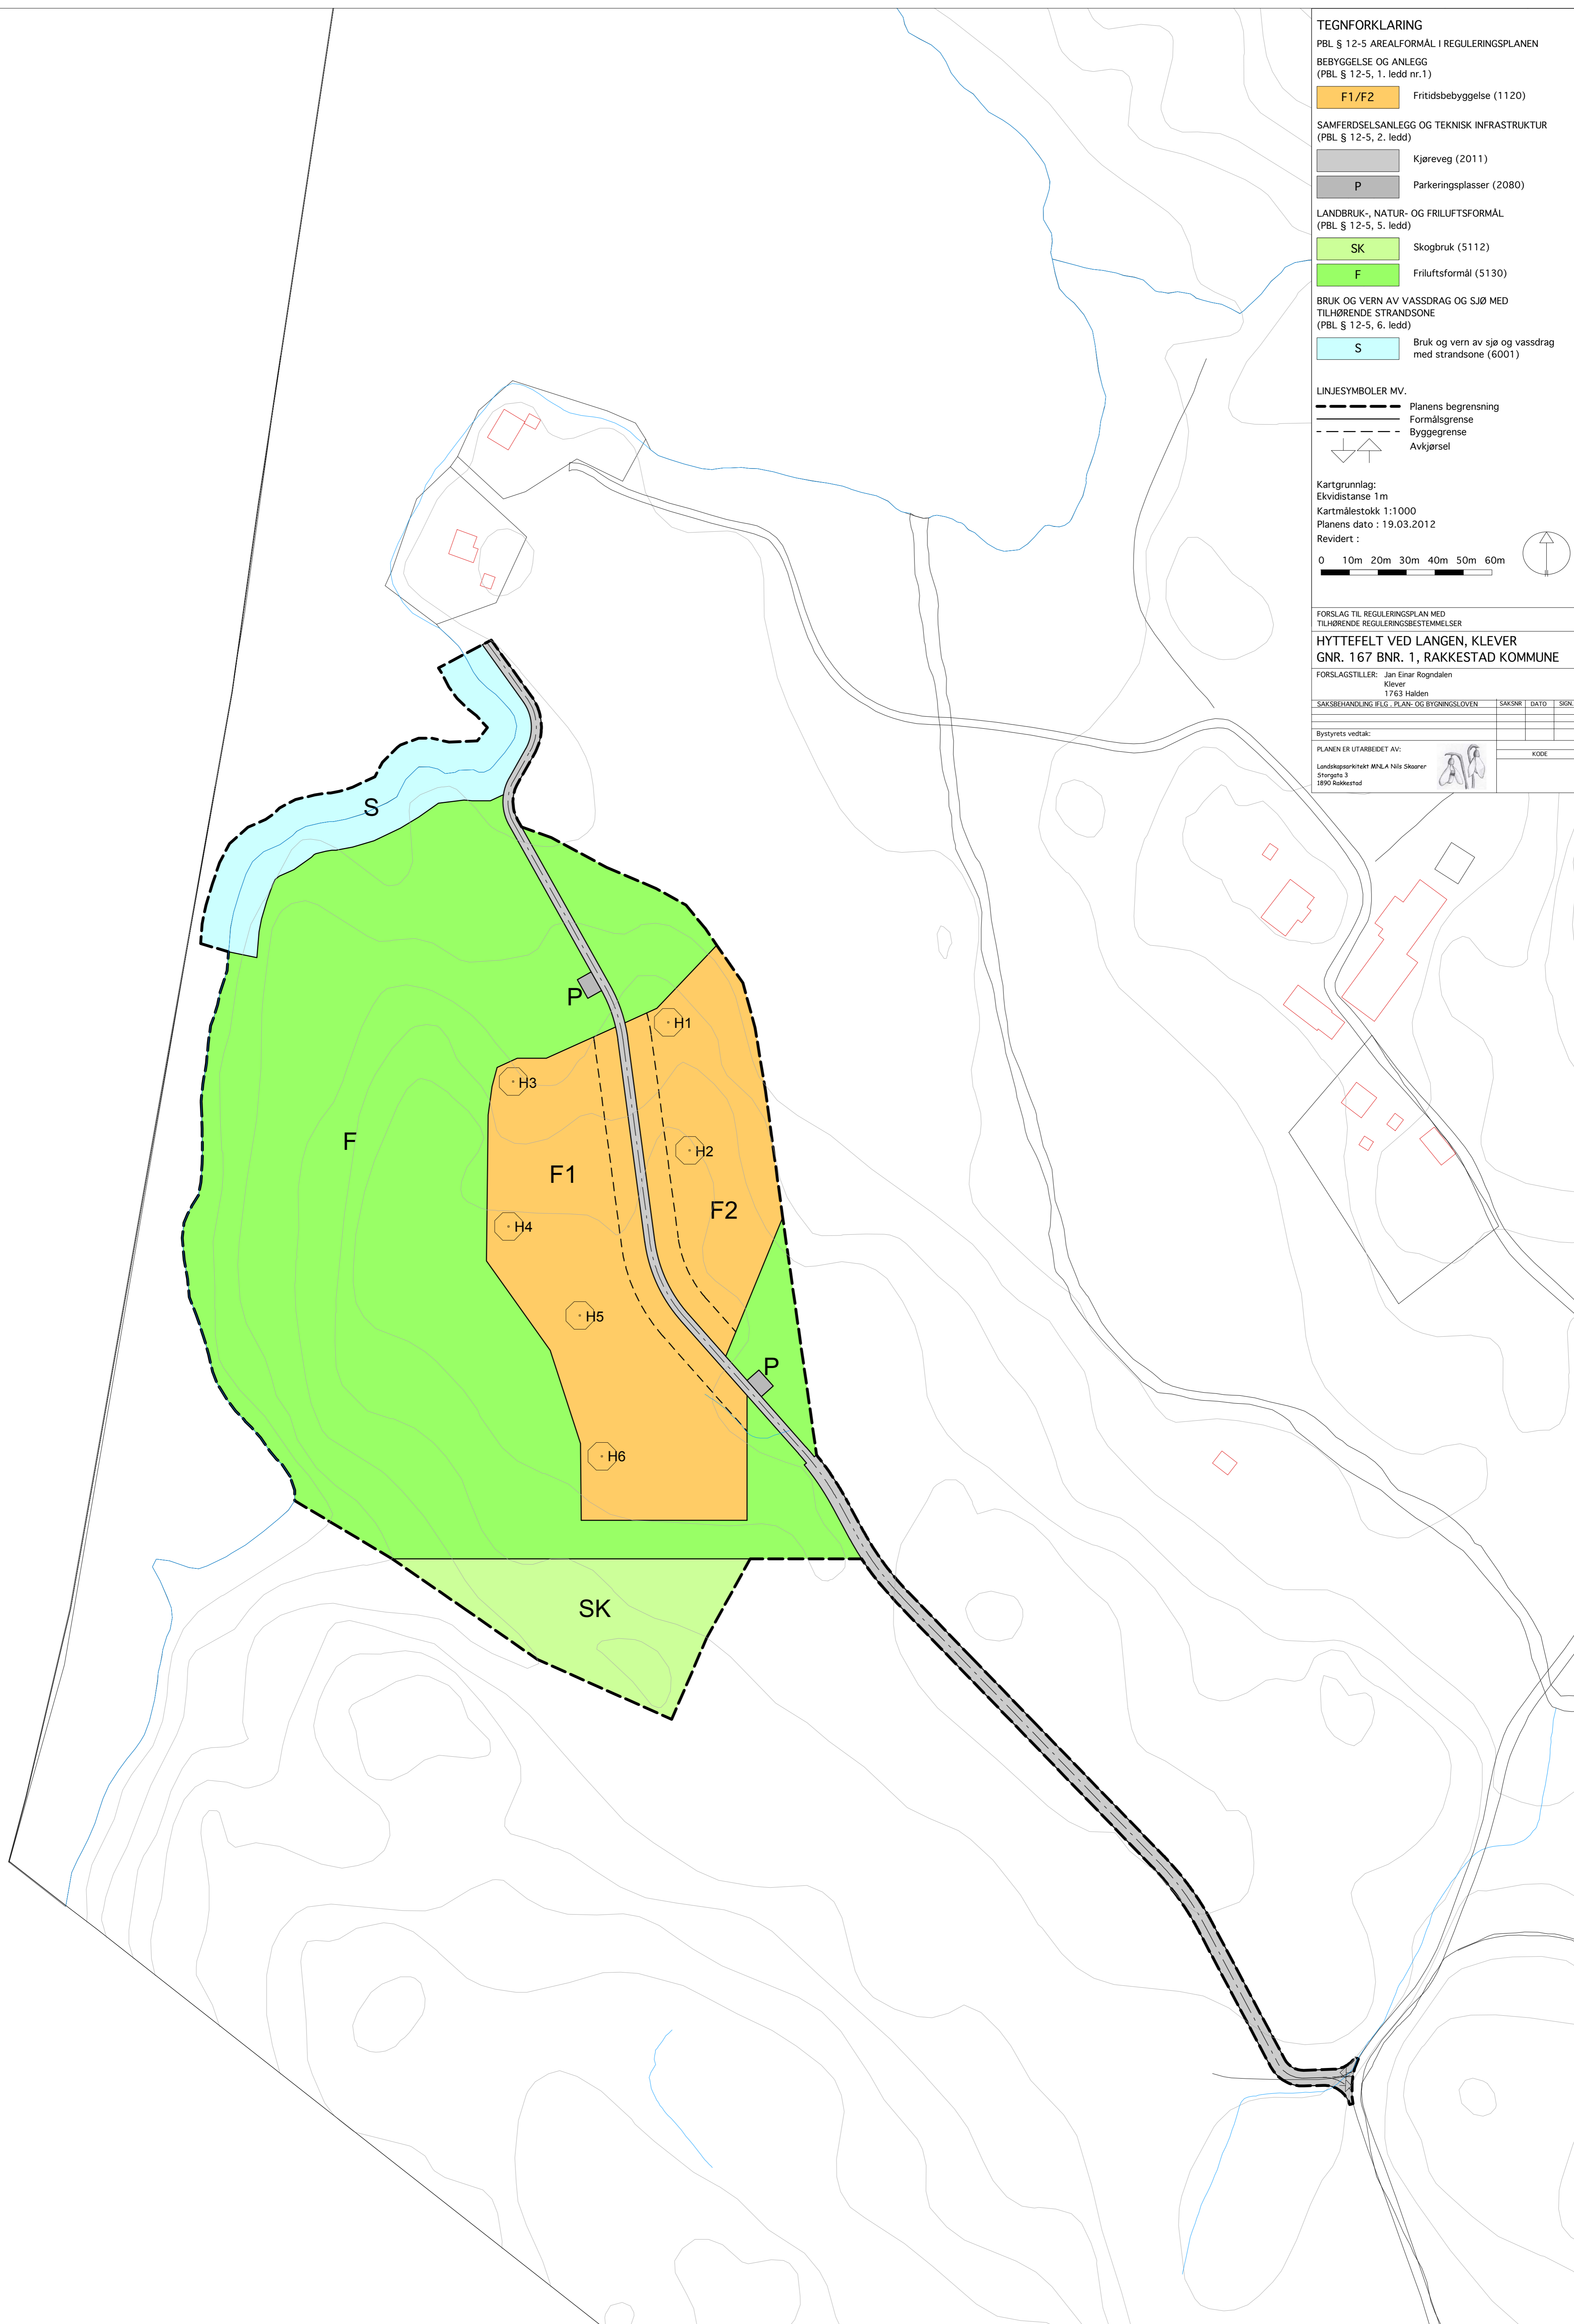 TEGNFORKLARING
PBL § 12-5 AREALFORMÅL I REGULERINGSPLANEN
BEBYGGELSE OG ANLEGG
(PBL § 12-5, 1. ledd nr.1)
F1/F2 Fritidsbebyggelse (1120)
SAMFERDSELSANLEGG OG TEKNISK INFRASTRUKTUR
(PBL § 12-5, 2. ledd)
Kjøreveg (2011)
P Parkeringsplasser (2080)
LANDBRUK-, NATUR- OG FRILUFTSFORMÅL
(PBL § 12-5, 5. ledd)
SK Skogbruk (5112)
F Friluftsformål (5130)
BRUK OG VERN AV VASSDRAG OG SJØ MED
TILHØRENDE STRANDSONE
(PBL § 12-5, 6. ledd)
S Bruk og vern av sjø og vassdrag
med strandsone (6001)
LINJESYMBOLER MV.
Planens begrensning
Formålsgrense
Byggegrense
Avkjørsel
Kartgrunnlag:
Ekvidistanse 1m
Kartmålestokk 1:1000
Planens dato : 19.03.2012
Revidert :
0 10m 20m 30m 40m 50m 60m
N
FORSLAG TIL REGULERINGSPLAN MED
TILHØRENDE REGULERINGSBESTEMMELSER
HYTTEFELT VED LANGEN, KLEVER
GNR. 167 BNR. 1, RAKKESTAD KOMMUNE
FORSLAGSTILLER: Jan Einar Rogndalen
Klever
1763 Halden
SAKSBEHANDLING IFLG . PLAN- OG BYGNINGSLOVEN SAKSNR DATO SIGN.
Bystyrets vedtak:
PLANEN ER UTARBEIDET AV:
KODE
Landskapsarkitekt MNLA Nils Skaarer
Storgata 3
1890 Rakkestad
S
P
H1
H3
F
H2
F1
F2
H4
H5
P
H6
SK